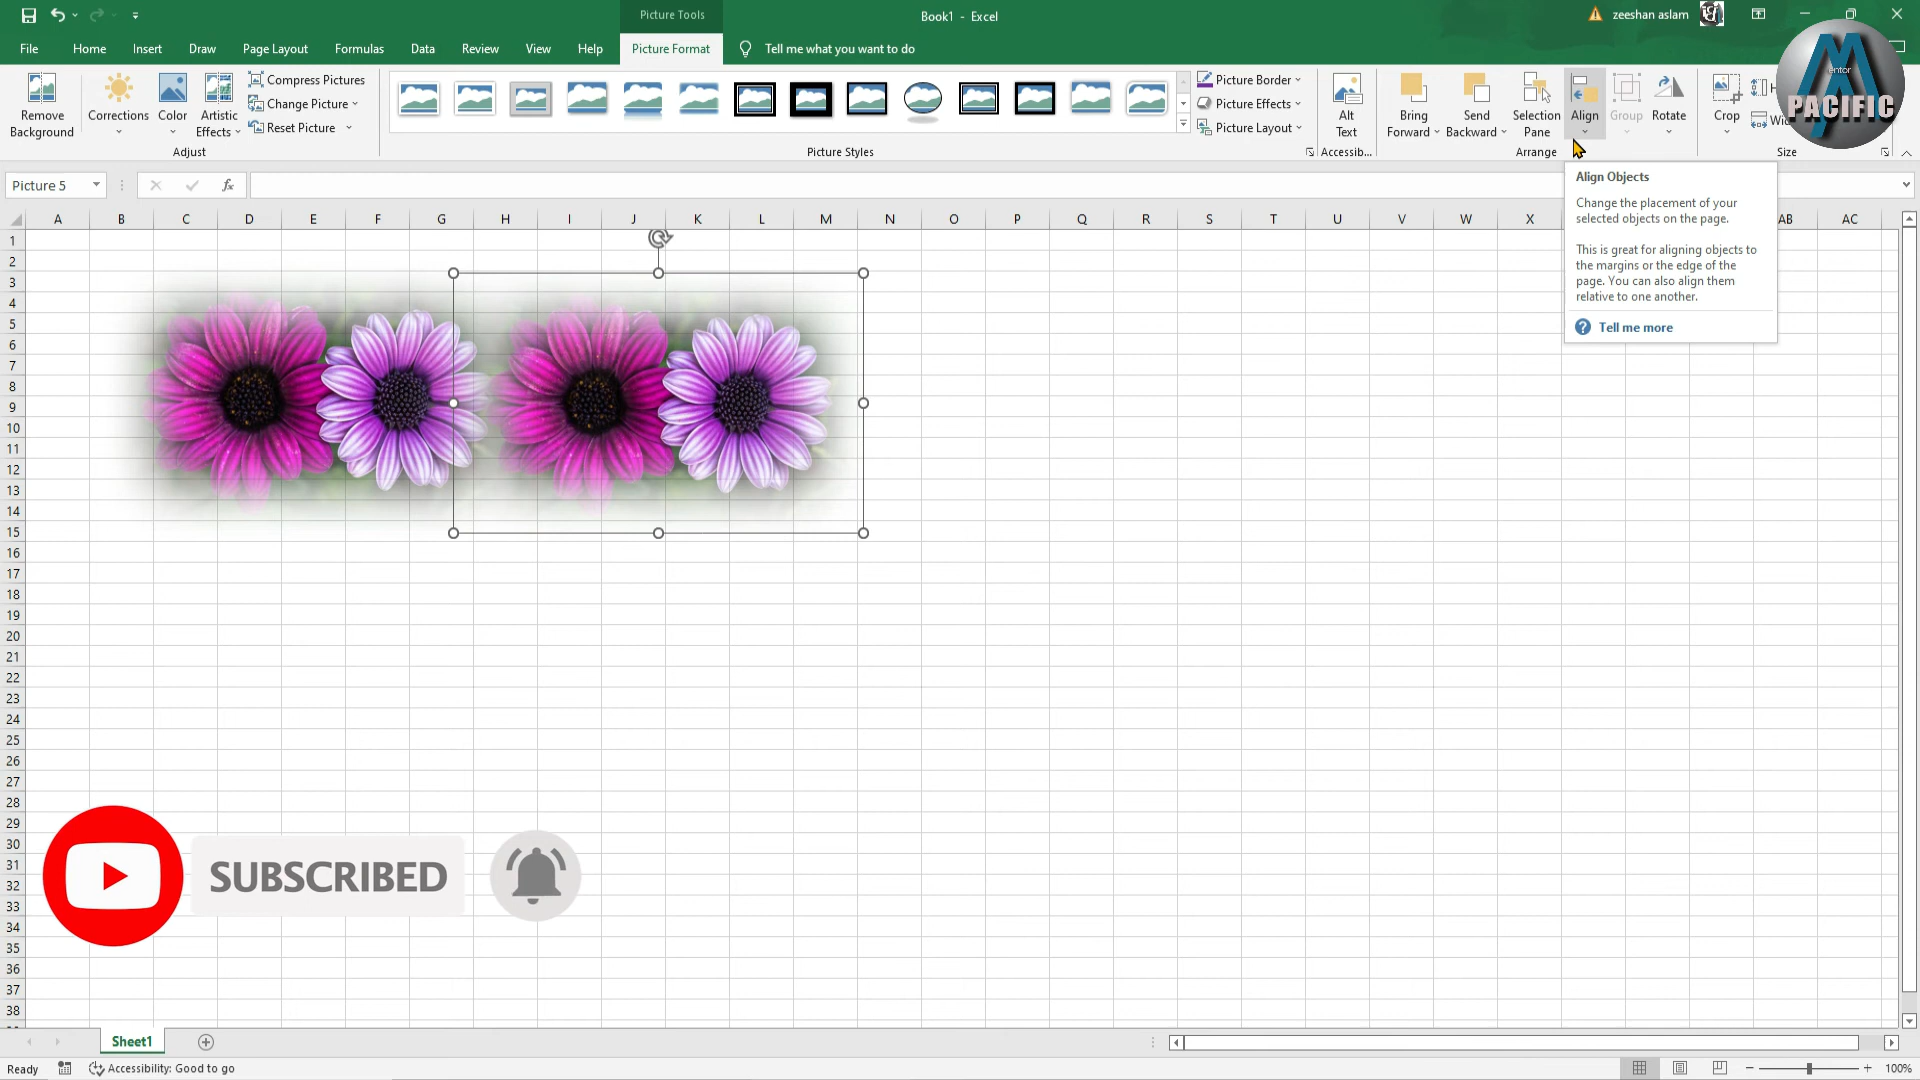 Picture Tools
Book1 - Excel
zeeshan aslam
File Home Insert Draw Page Layout Formulas Data Review View Help Picture Format Tell me what you want to do
Remove Background
Corrections
Color
Artistic Effects
Compress Pictures
Change Picture
Reset Picture
Adjust
Picture Styles
Picture Border
Picture Effects
Picture Layout
Alt Text
Accessib...
Bring Forward
Send Backward
Selection Pane
Align
Group
Rotate
Arrange
Crop
Size
entor
PACIFIC
Picture 5
fx
Align Objects
Change the placement of your
selected objects on the page.
This is great for aligning objects to
the margins or the edge of the
page. You can also align them
relative to one another.
? Tell me more
A B C D E F G H I J K L M N O P Q R S T U V W X AB AC
1
2
3
4
5
6
7
8
9
10
11
12
13
14
15
16
17
18
19
20
21
22
23
24
25
26
27
28
29
30
31
32
33
34
35
36
37
38
SUBSCRIBED
Sheet1
Ready
Accessibility: Good to go
100%